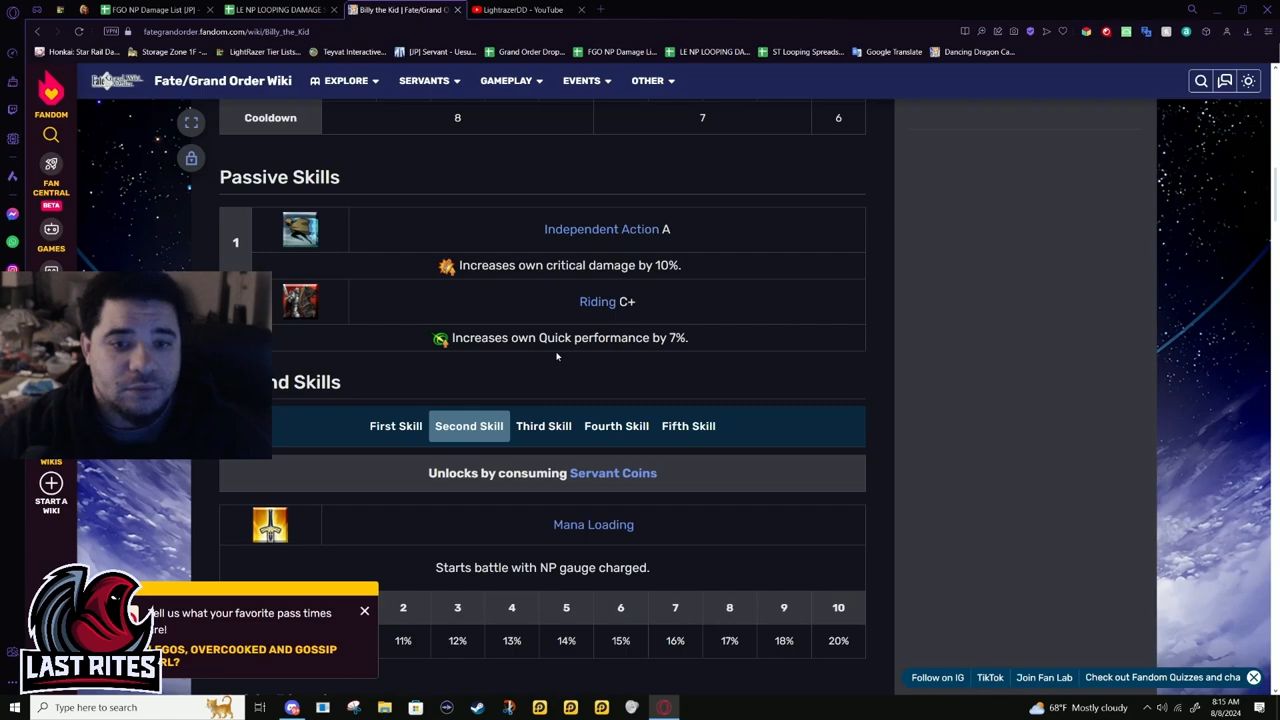 FGO NP Damage List [JP] -
LE NP LOOPING DAMAGE
Billy the Kid | Fate/Grand O
LightrazerDD - YouTube
VPN
fategrandorder.fandom.com/wiki/Billy_the_Kid
Honkai: Star Rail Da...
Storage Zone 1F -...
LightRazer Tier Lists...
Teyvat Interactive...
[JP] Servant - Uesu...
Grand Order Drop...
FGO NP Damage Li...
LE NP LOOPING DA...
ST Looping Spreads...
Google Translate
Dancing Dragon Ca...
Fate/Grand Order Wiki
EXPLORE
SERVANTS
GAMEPLAY
EVENTS
OTHER
FANDOM
FAN
CENTRAL
BETA
GAMES
WIKIS
START A
WIKI
Cooldown 8 7 6
Passive Skills
1
Independent Action A
Increases own critical damage by 10%.
Riding C+
Increases own Quick performance by 7%.
nd Skills
First Skill
Second Skill
Third Skill
Fourth Skill
Fifth Skill
Unlocks by consuming Servant Coins
Mana Loading
Starts battle with NP gauge charged.
2 3 4 5 6 7 8 9 10
11% 12% 13% 14% 15% 16% 17% 18% 20%
Tell us what your favorite pass times
re!
EGOS, OVERCOOKED AND GOSSIP
RL?
LAST RITES
Follow on IG
TikTok
Join Fan Lab
Check out Fandom Quizzes and cha
Type here to search
68°F Mostly cloudy
8:15 AM
8/8/2024